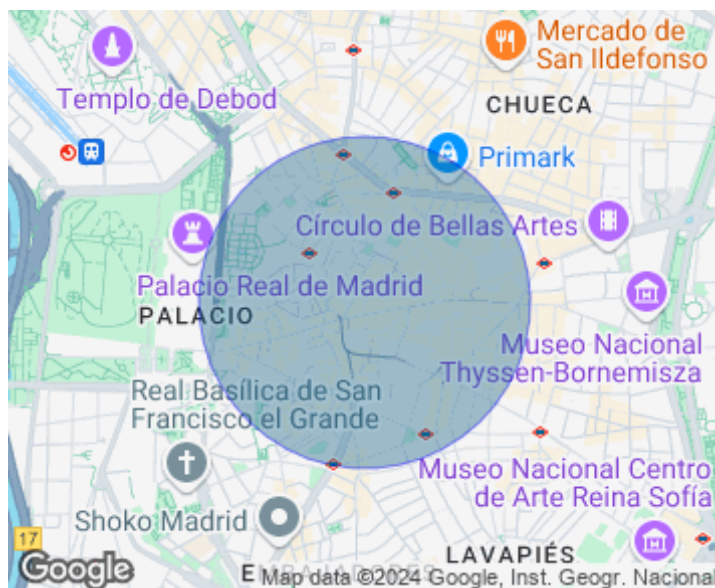 Mercado de
San Ildefonso
Templo de Debod
CHUECA
Primark
Círculo de Bellas Artes
Palacio Real de Madrid
PALACIO
Museo Nacional
Thyssen-Bornemisza
Real Basílica de San
Francisco el Grande
Museo Nacional Centro
de Arte Reina Sofía
Shoko Madrid
17
LAVAPIÉS
Google
Map data ©2024 Google, Inst. Geogr. Nacional